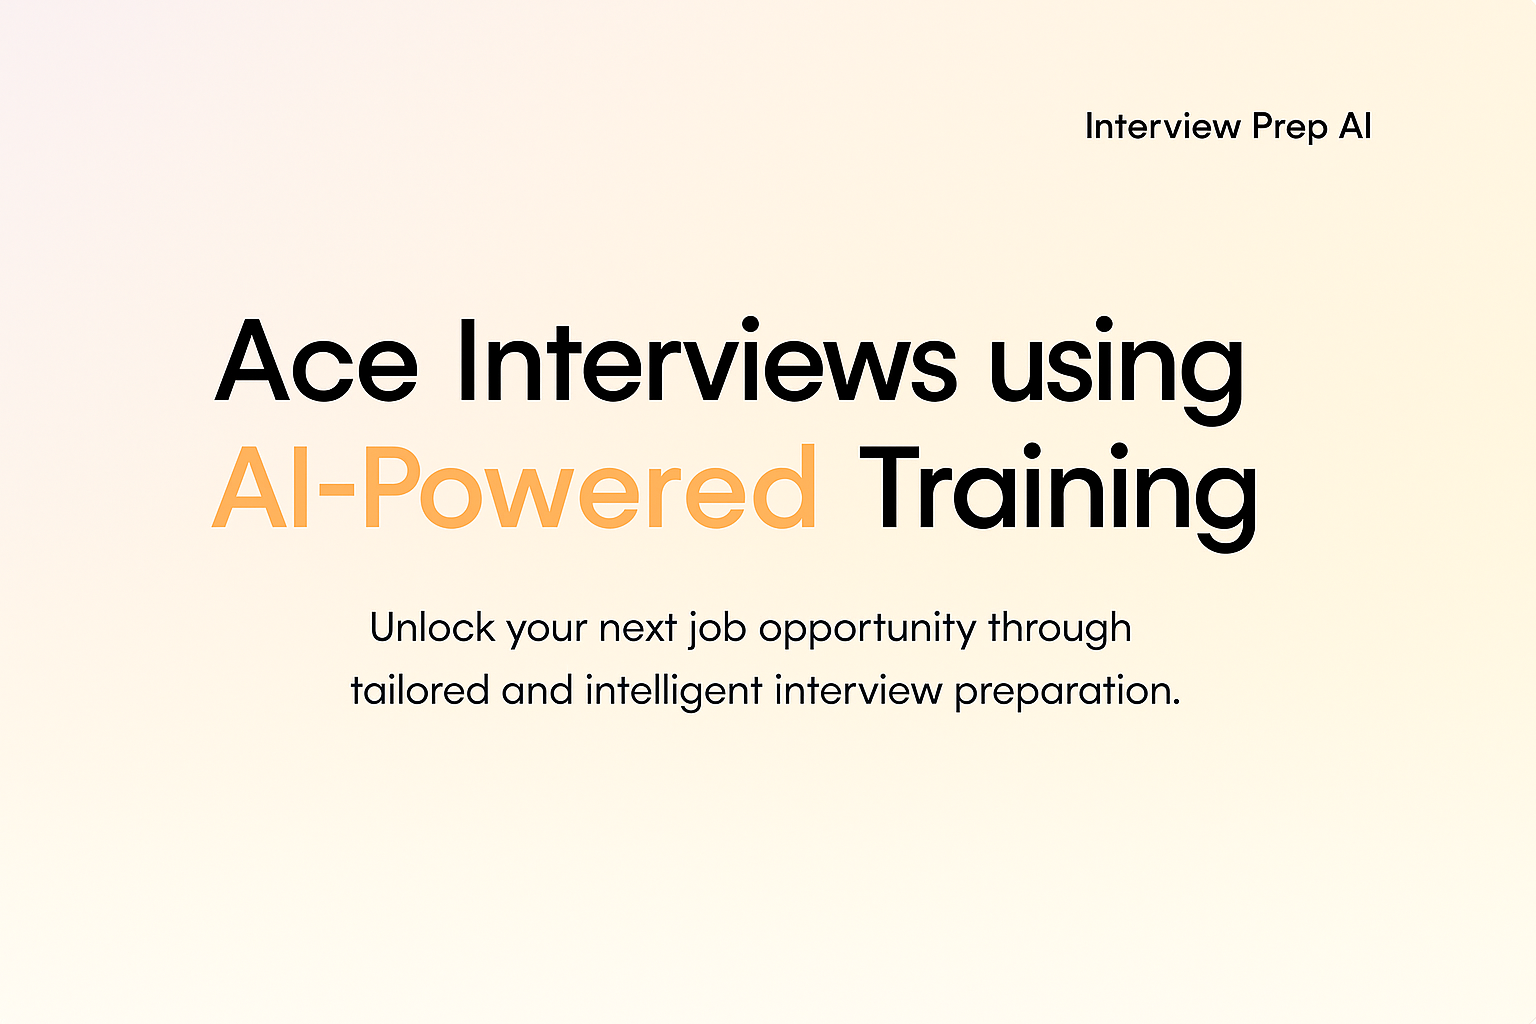 Interview Prep AI
Ace Interviews using
AI-Powered Training
Unlock your next job opportunity through
tailored and intelligent interview preparation.